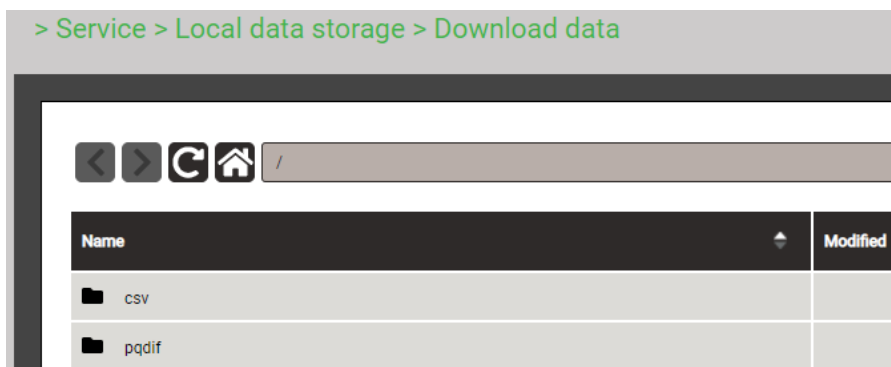 > Service > Local data storage > Download data
/
Name Modified
csv
pqdif